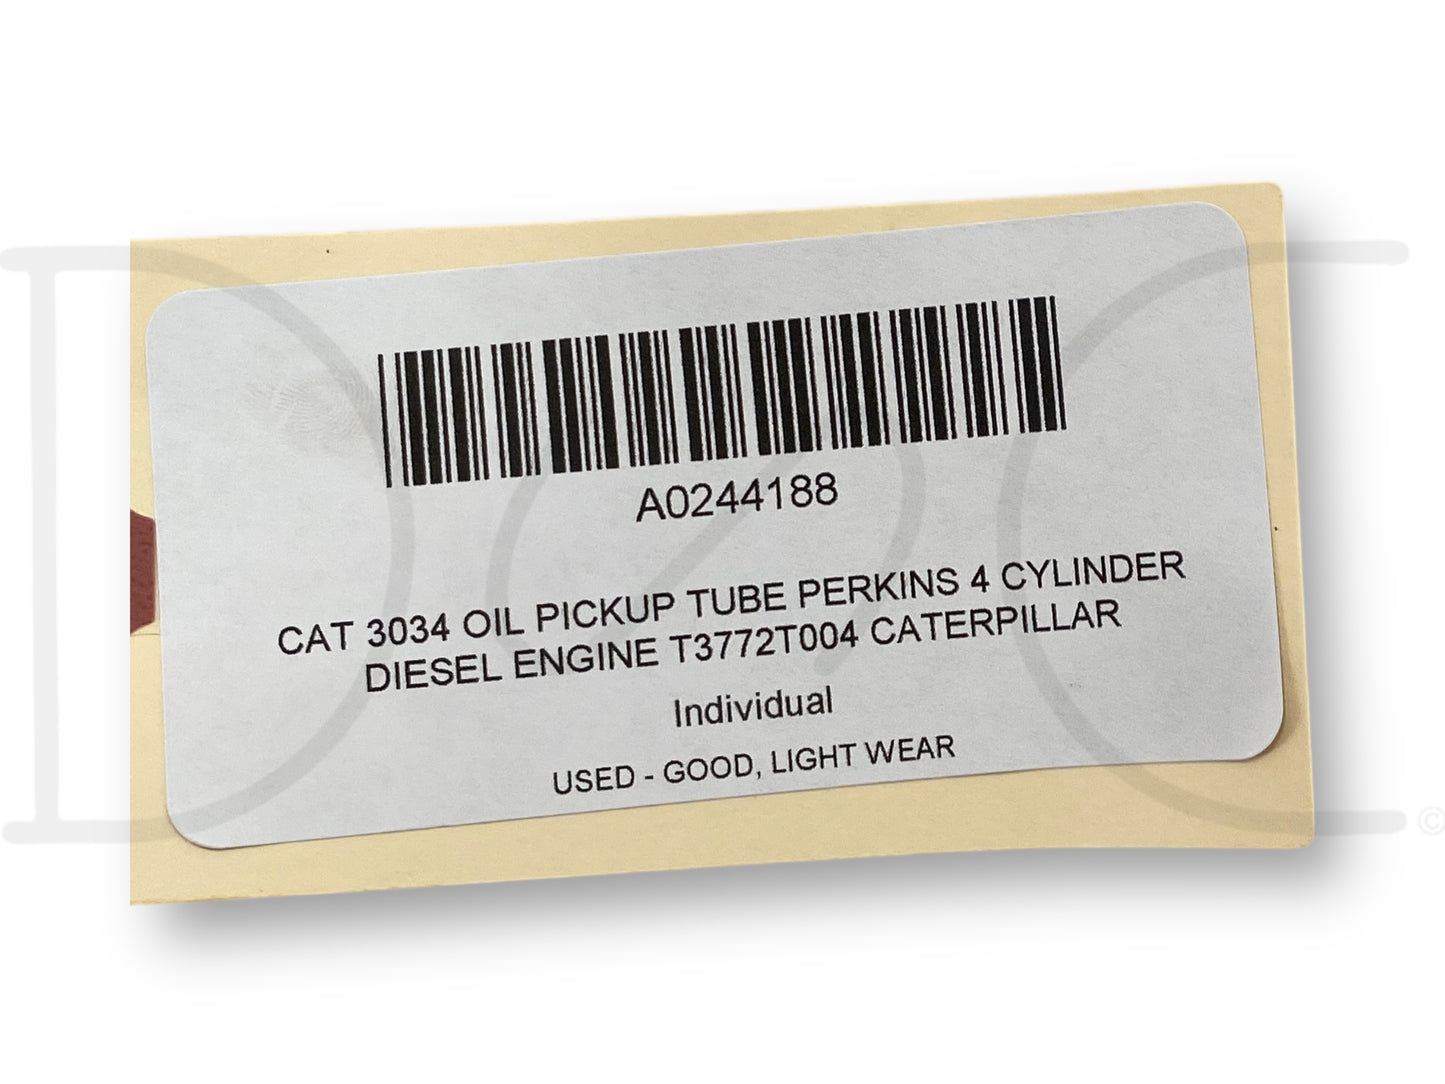 A0244188
CAT 3034 OIL PICKUP TUBE PERKINS 4 CYLINDER
DIESEL ENGINE T3772T004 CATERPILLAR
Individual
USED - GOOD, LIGHT WEAR
©